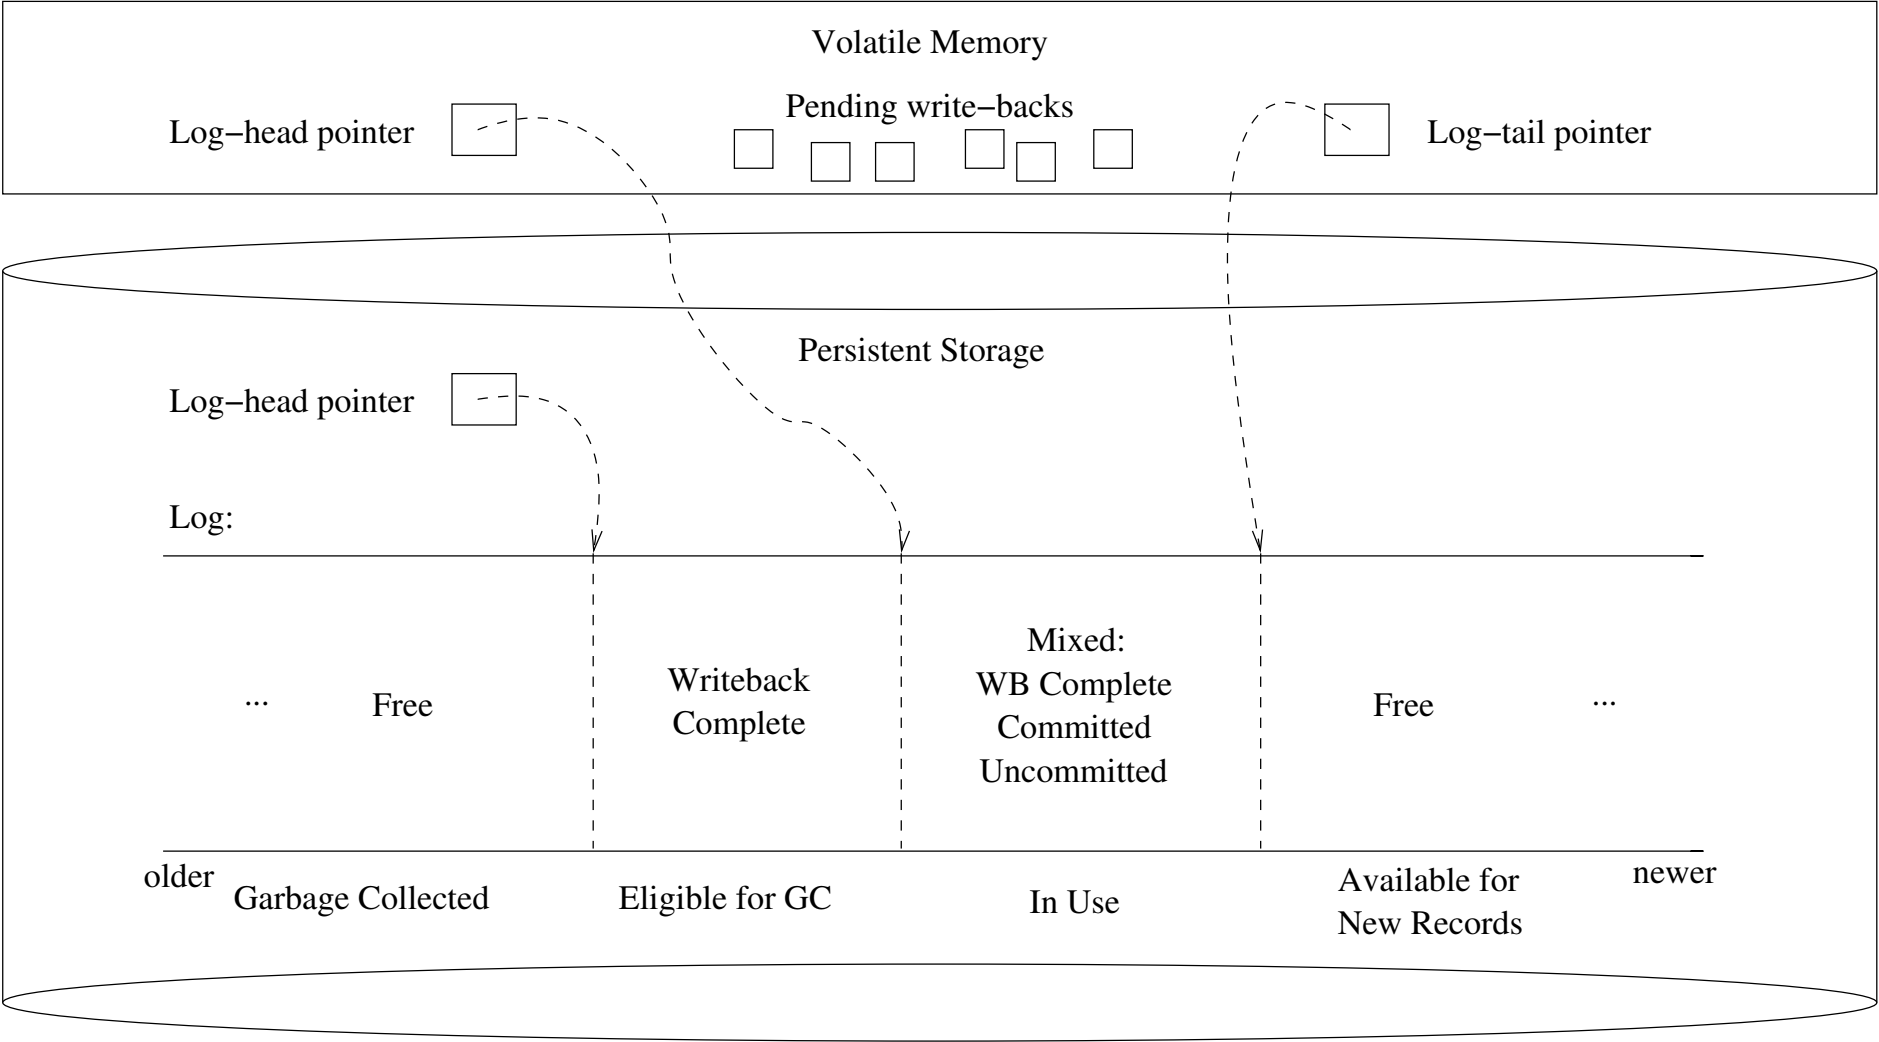 Volatile Memory
Pending write−backs
Log−head pointer
Log−tail pointer
Persistent Storage
Log−head pointer
Log:
Mixed:
WB Complete
Committed
Uncommitted
Writeback
Complete
... Free
Free ...
older
newer
Garbage Collected
Eligible for GC
In Use
Available for
New Records